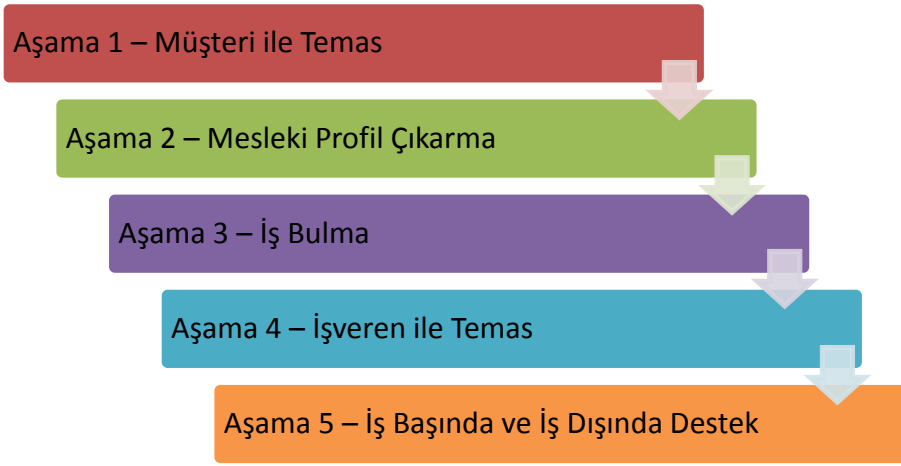 Aşama 1 – Müşteri ile Temas
Aşama 2 – Mesleki Profil Çıkarma
Aşama 3 – İş Bulma
Aşama 4 – İşveren ile Temas
Aşama 5 – İş Başında ve İş Dışında Destek